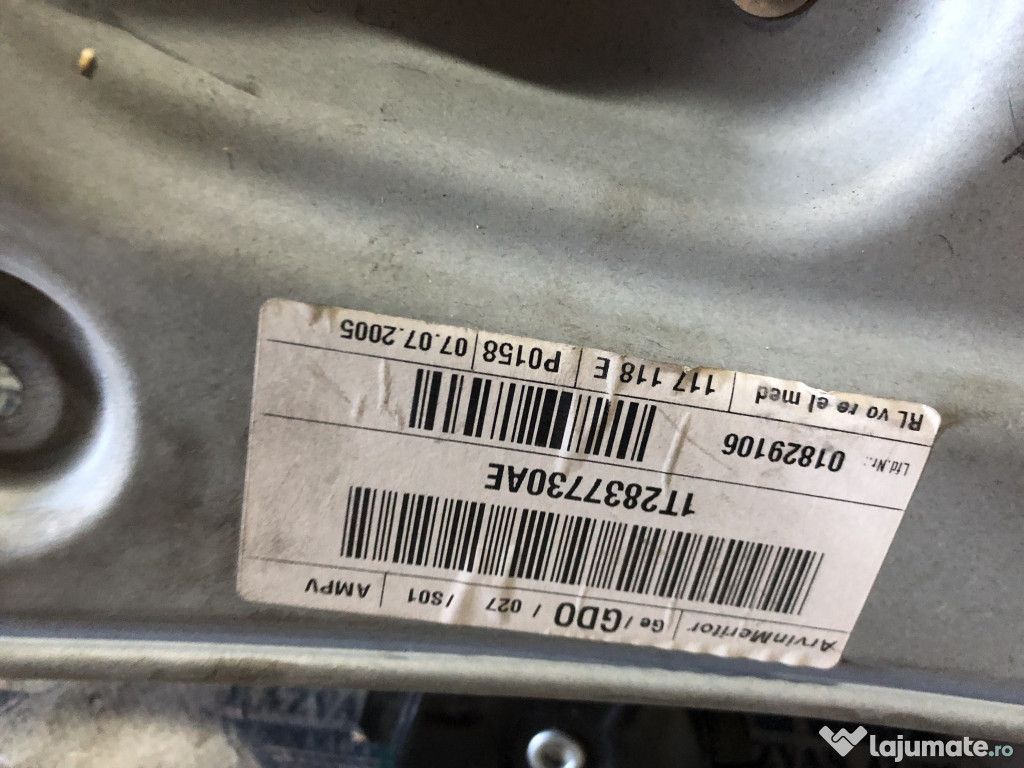 ArvinMeritor Ge / GD0 / 027 / S01 AMPV
1T2837730AE
Lfd.Nr.: 01829106
RL vo re el med 117 118 E P0158 07.07.2005
lajumate.ro